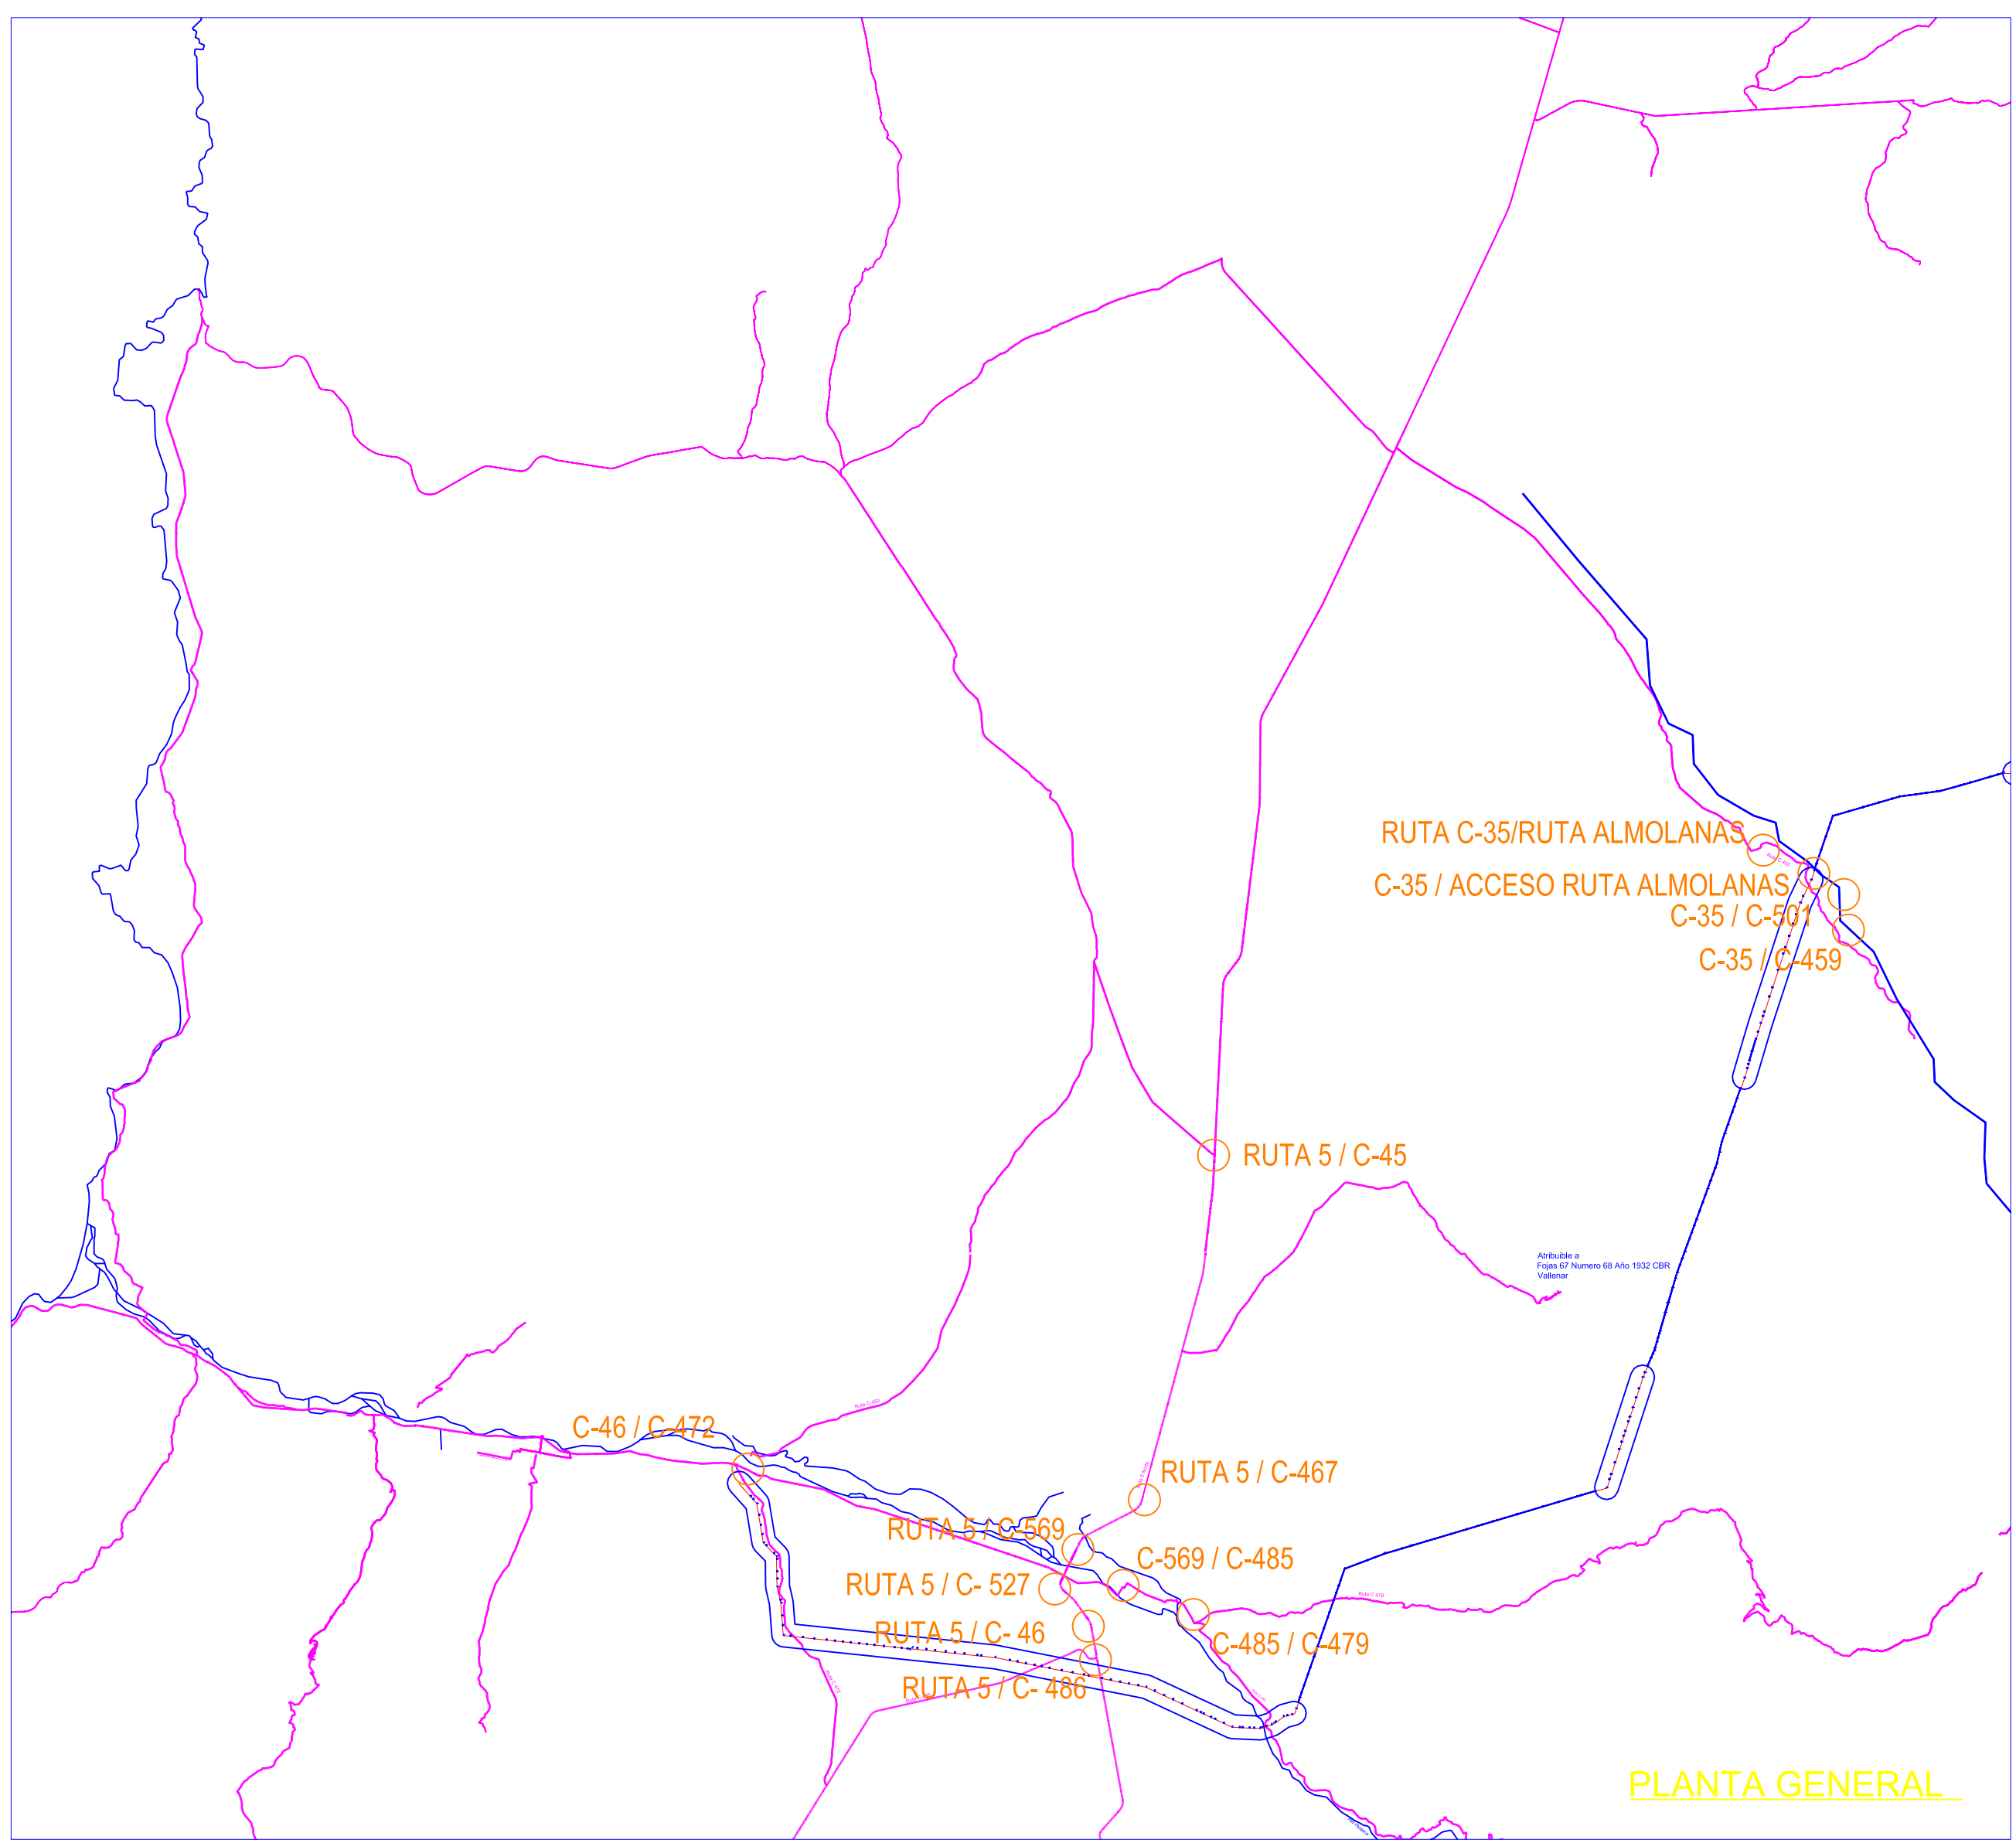 RUTA C-35/RUTA ALMOLANAS
C-35 / ACCESO RUTA ALMOLANAS
C-35 / C-501
C-35 / C-459
RUTA 5 / C-45
Atribuible a
Fojas 67 Numero 68 Año 1932 CBR
Vallenar
C-46 / C-472
RUTA 5 / C-467
RUTA 5 / C-569
C-569 / C-485
RUTA 5 / C- 527
RUTA 5 / C- 46
C-485 / C-479
RUTA 5 / C- 486
Ruta C-479
PLANTA GENERAL